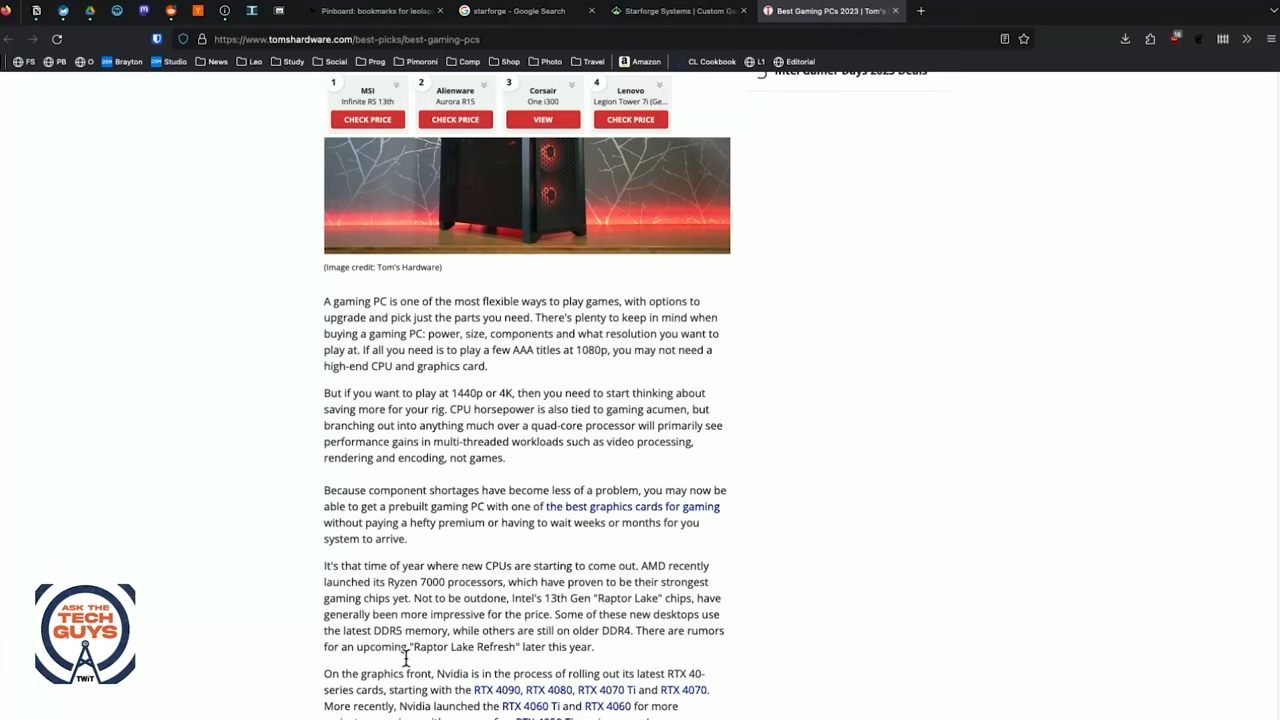 Pinboard: bookmarks for leolap
starforge – Google Search
Starforge Systems | Custom Ga
Best Gaming PCs 2023 | Tom's
https://www.tomshardware.com/best-picks/best-gaming-pcs
FS
PB
O
Brayton
Studio
News
Leo
Study
Social
Prog
Pimoroni
Comp
Shop
Photo
Travel
Amazon
CL Cookbook
L1
Editorial
Intel Gamer Days 2023 Deals
1 2 3 4
MSI Alienware Corsair Lenovo
Infinite RS 13th Aurora R15 One i300 Legion Tower 7i (Ge...
CHECK PRICE CHECK PRICE VIEW CHECK PRICE
(Image credit: Tom's Hardware)
A gaming PC is one of the most flexible ways to play games, with options to
upgrade and pick just the parts you need. There's plenty to keep in mind when
buying a gaming PC: power, size, components and what resolution you want to
play at. If all you need is to play a few AAA titles at 1080p, you may not need a
high-end CPU and graphics card.
But if you want to play at 1440p or 4K, then you need to start thinking about
saving more for your rig. CPU horsepower is also tied to gaming acumen, but
branching out into anything much over a quad-core processor will primarily see
performance gains in multi-threaded workloads such as video processing,
rendering and encoding, not games.
Because component shortages have become less of a problem, you may now be
able to get a prebuilt gaming PC with one of the best graphics cards for gaming
without paying a hefty premium or having to wait weeks or months for you
system to arrive.
It's that time of year where new CPUs are starting to come out. AMD recently
launched its Ryzen 7000 processors, which have proven to be their strongest
gaming chips yet. Not to be outdone, Intel's 13th Gen "Raptor Lake" chips, have
generally been more impressive for the price. Some of these new desktops use
the latest DDR5 memory, while others are still on older DDR4. There are rumors
for an upcoming "Raptor Lake Refresh" later this year.
On the graphics front, Nvidia is in the process of rolling out its latest RTX 40-
series cards, starting with the RTX 4090, RTX 4080, RTX 4070 Ti and RTX 4070.
More recently, Nvidia launched the RTX 4060 Ti and RTX 4060 for more
ASK THE
TECH
GUYS
TWiT